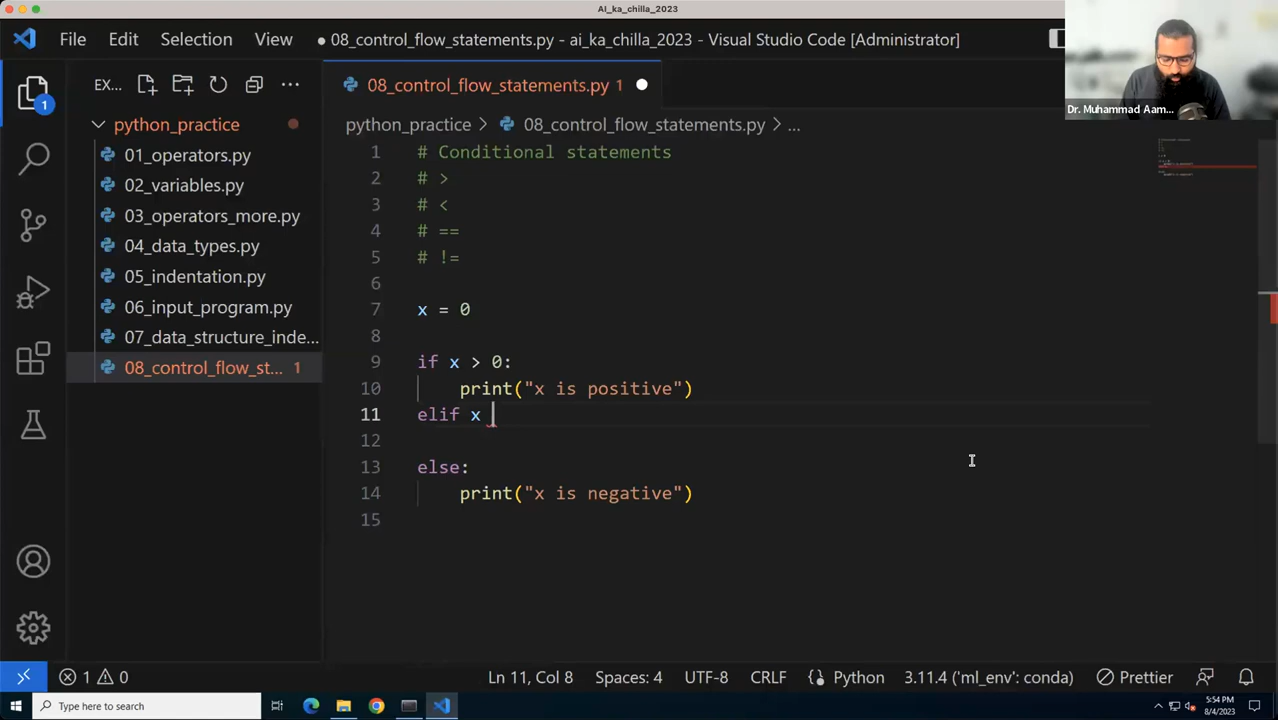 AI_ka_chilla_2023
File Edit Selection View ● 08_control_flow_statements.py - ai_ka_chilla_2023 - Visual Studio Code [Administrator]
Dr. Muhammad Aam...
EX... ...
08_control_flow_statements.py 1
python_practice
01_operators.py
02_variables.py
03_operators_more.py
04_data_types.py
05_indentation.py
06_input_program.py
07_data_structure_inde...
08_control_flow_st... 1
1
python_practice > 08_control_flow_statements.py > ...
1 # Conditional statements
2 # >
3 # <
4 # ==
5 # !=
6
7 x = 0
8
9 if x > 0:
10 print("x is positive")
11 elif x
12
13 else:
14 print("x is negative")
15
1 0 Ln 11, Col 8 Spaces: 4 UTF-8 CRLF Python 3.11.4 ('ml_env': conda) Prettier
Type here to search
5:54 PM
8/4/2023